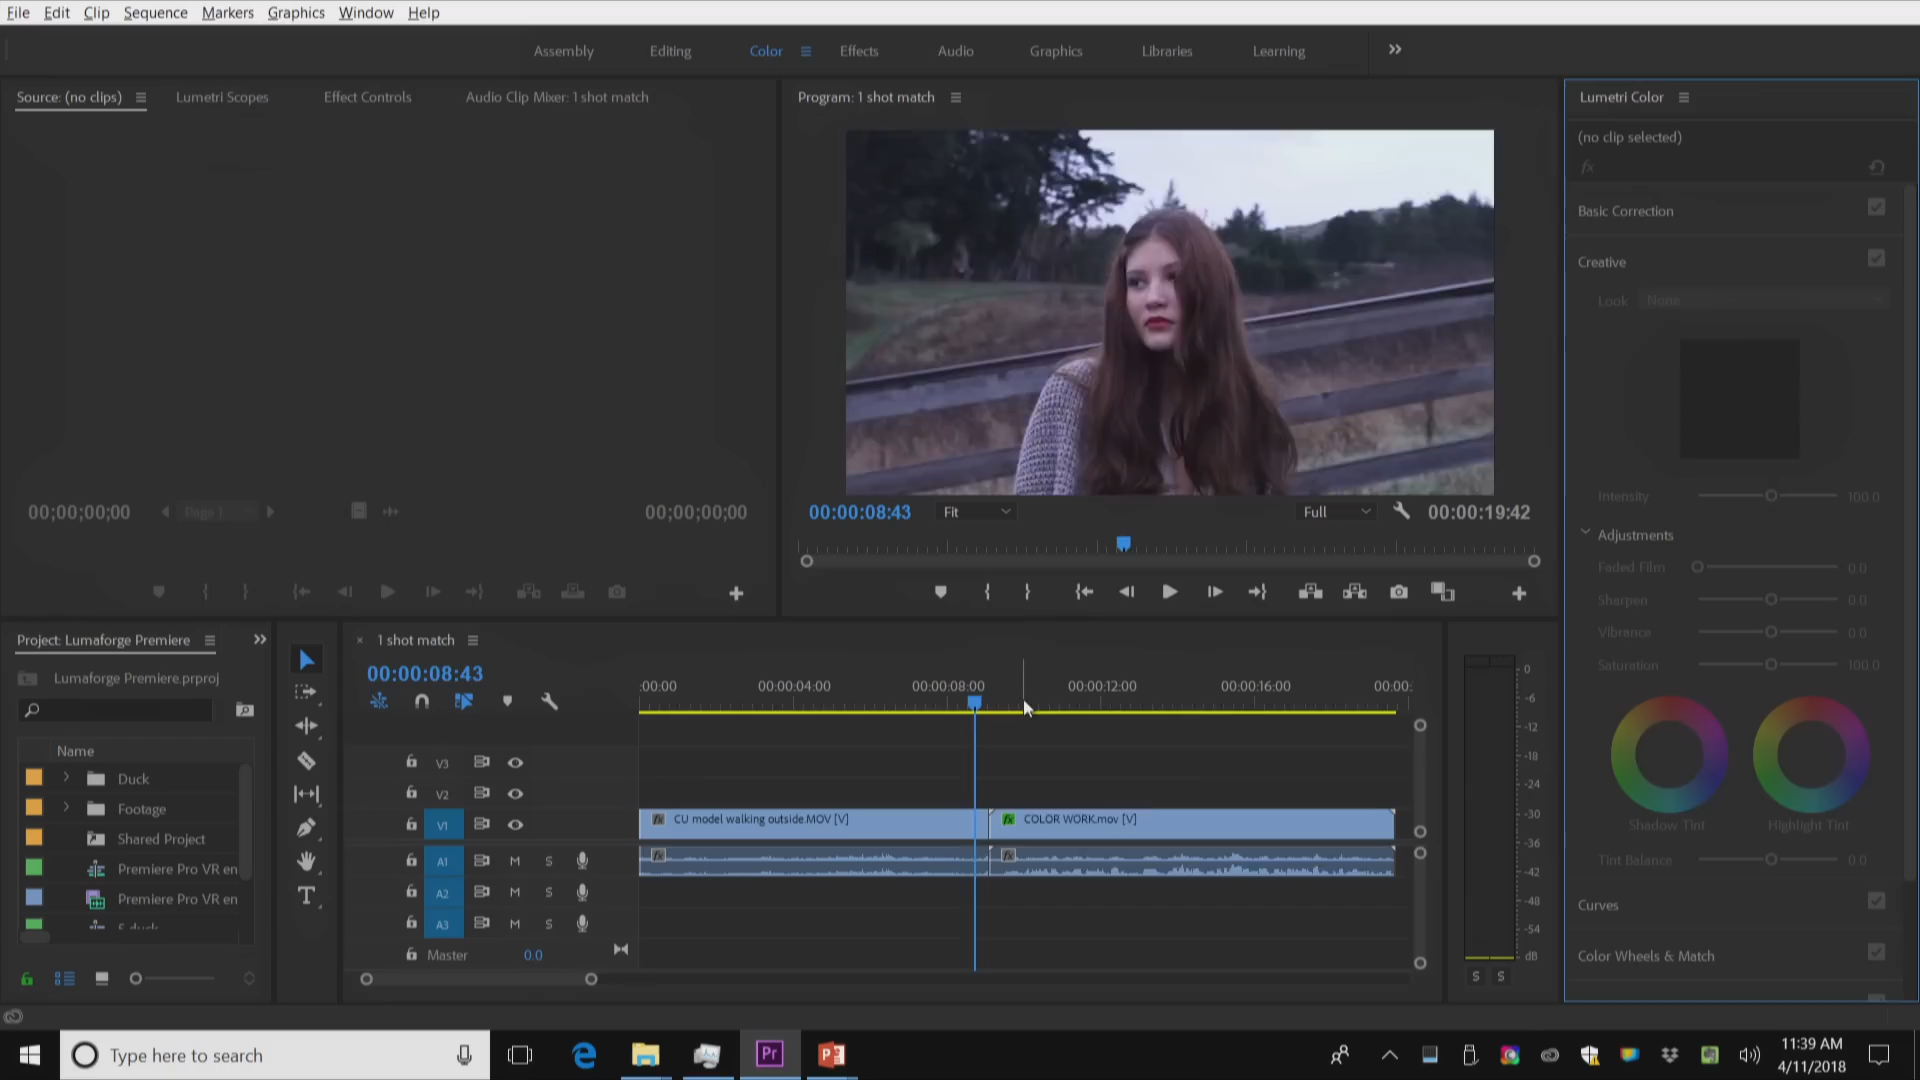 File Edit Clip Sequence Markers Graphics Window Help
Assembly Editing Color Effects Audio Graphics Libraries Learning
Source: (no clips) Lumetri Scopes Effect Controls Audio Clip Mixer: 1 shot match
Program: 1 shot match
Lumetri Color
(no clip selected)
fx
Basic Correction
Creative
Look None
Intensity 100.0
Adjustments
Faded Film 0.0
Sharpen 0.0
Vibrance 0.0
Saturation 100.0
Shadow Tint Highlight Tint
Tint Balance 0.0
Curves
Color Wheels & Match
00;00;00;00 Page 1 00;00;00;00
00:00:08:43 Fit Full 00:00:19:42
Project: Lumaforge Premiere
Lumaforge Premiere.prproj
Name
Duck
Footage
Shared Project
Premiere Pro VR en
Premiere Pro VR en
1 shot match
00:00:08:43
:00:00 00:00:04:00 00:00:08:00 00:00:12:00 00:00:16:00 00:00:
V3
V2
V1 fx CU model walking outside.MOV [V] fx COLOR WORK.mov [V]
A1 M S fx fx
A2 M S
A3 M S
Master 0.0
0
-6
-12
-18
-24
-30
-36
-42
-48
-54
dB
S S
Type here to search
Pr
11:39 AM
4/11/2018